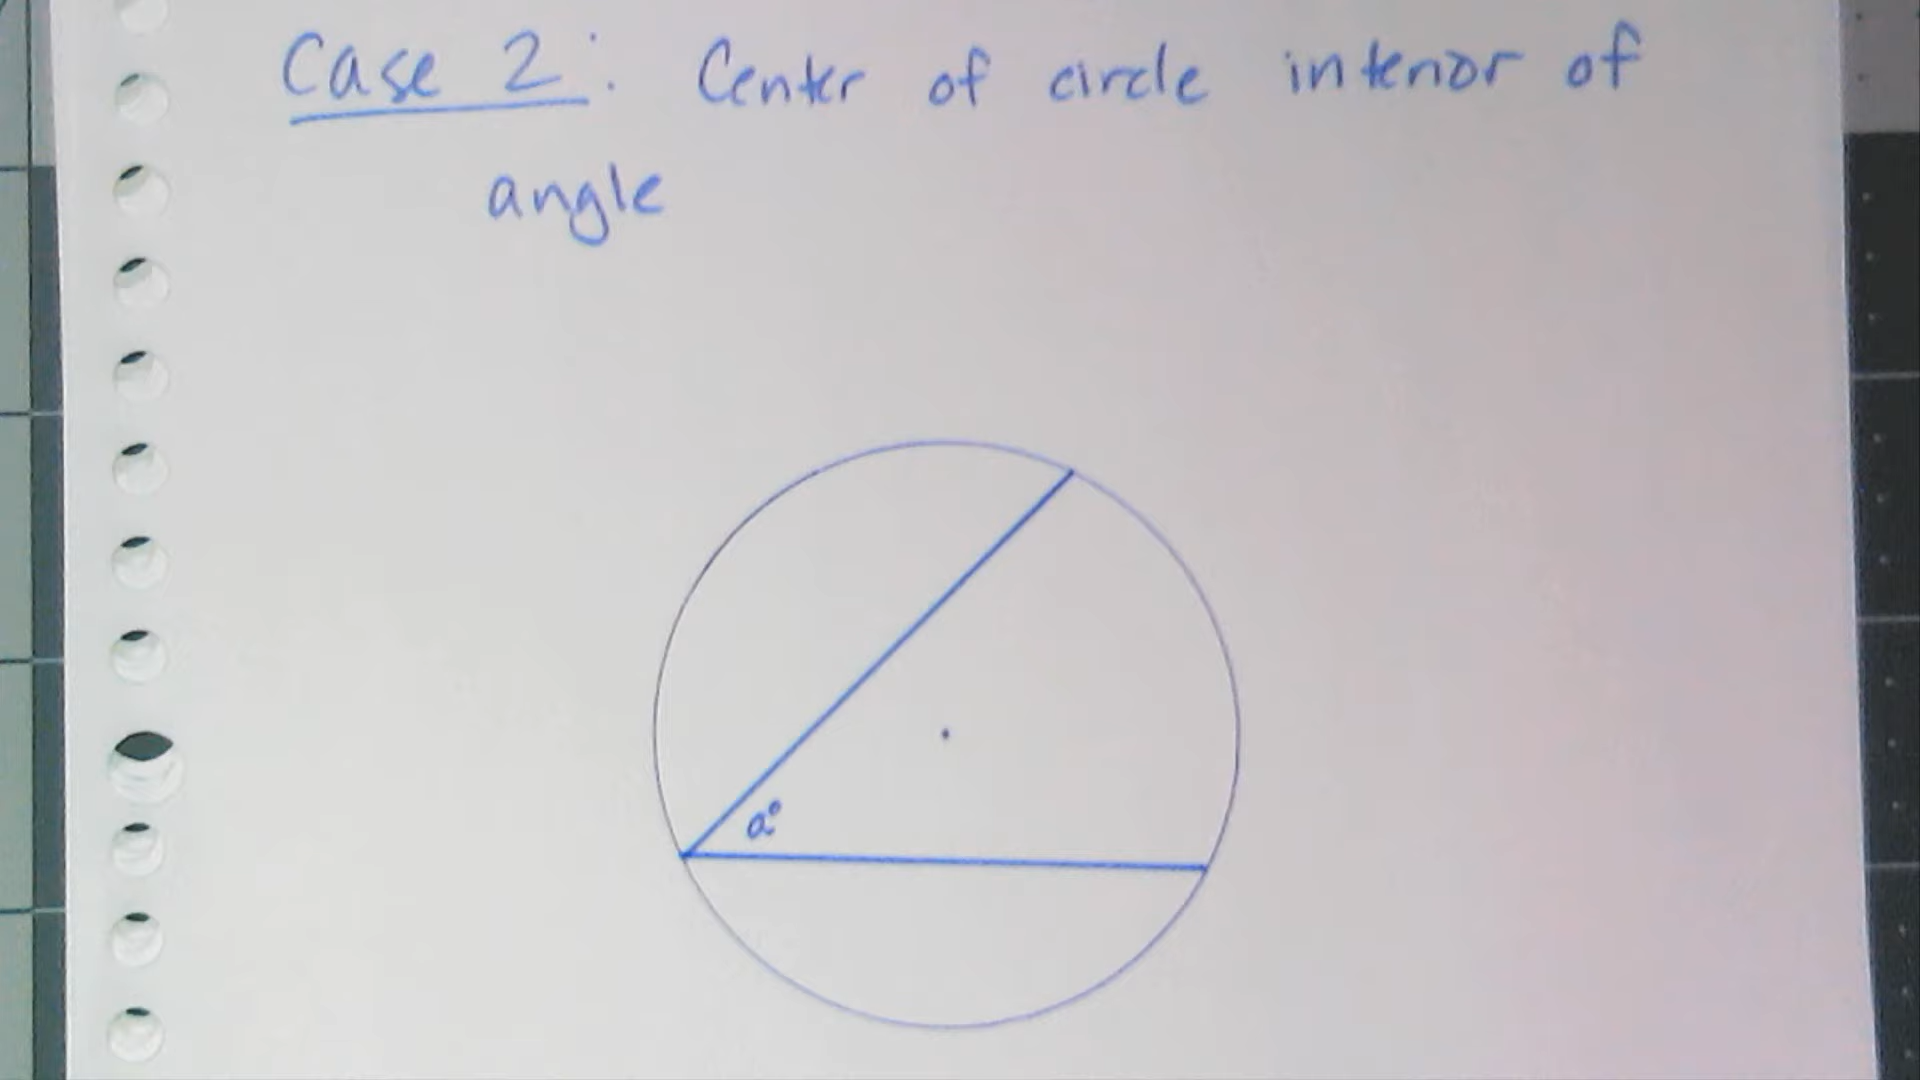 Case 2: Center of circle interior of
angle
a°